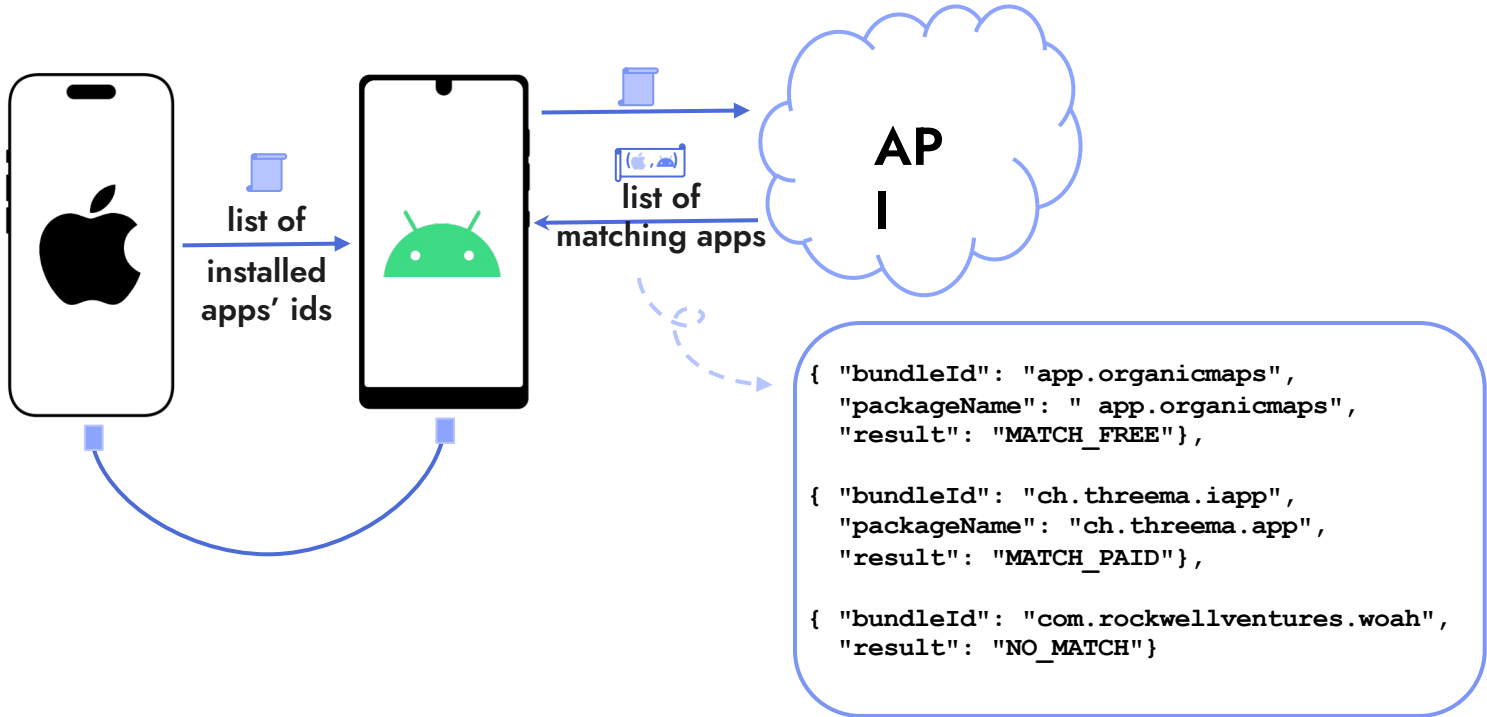 list of
installed
apps’ ids
( , )
list of
matching apps
AP
I
{ "bundleId": "app.organicmaps",
"packageName": " app.organicmaps",
"result": "MATCH_FREE"},
{ "bundleId": "ch.threema.iapp",
"packageName": "ch.threema.app",
"result": "MATCH_PAID"},
{ "bundleId": "com.rockwellventures.woah",
"result": "NO_MATCH"}